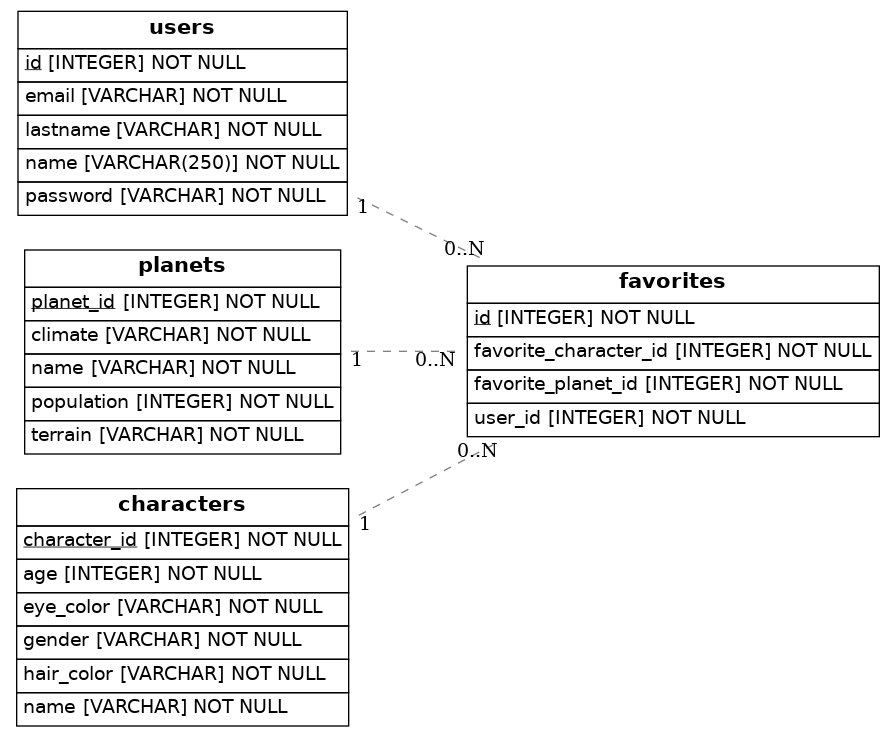 users
id [INTEGER] NOT NULL
email [VARCHAR] NOT NULL
lastname [VARCHAR] NOT NULL
name [VARCHAR(250)] NOT NULL
password [VARCHAR] NOT NULL
1
0..N
planets
planet_id [INTEGER] NOT NULL
climate [VARCHAR] NOT NULL
name [VARCHAR] NOT NULL
population [INTEGER] NOT NULL
terrain [VARCHAR] NOT NULL
1
0..N
favorites
id [INTEGER] NOT NULL
favorite_character_id [INTEGER] NOT NULL
favorite_planet_id [INTEGER] NOT NULL
user_id [INTEGER] NOT NULL
0..N
1
characters
character_id [INTEGER] NOT NULL
age [INTEGER] NOT NULL
eye_color [VARCHAR] NOT NULL
gender [VARCHAR] NOT NULL
hair_color [VARCHAR] NOT NULL
name [VARCHAR] NOT NULL